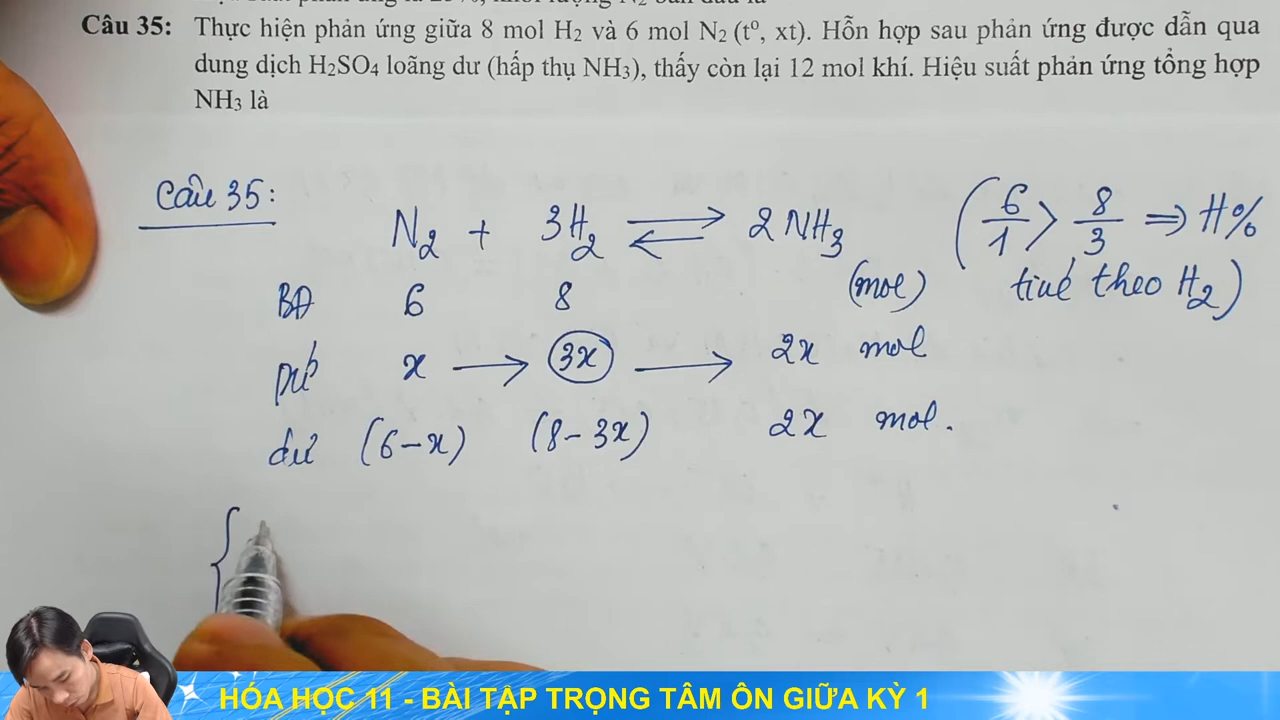 Câu 35: Thực hiện phản ứng giữa 8 mol H₂ và 6 mol N₂ (tº, xt). Hỗn hợp sau phản ứng được dẫn qua
dung dịch H₂SO₄ loãng dư (hấp thụ NH₃), thấy còn lại 12 mol khí. Hiệu suất phản ứng tổng hợp
NH₃ là
Câu 35:
N₂ + 3H₂ ⇌ 2NH₃ (6/1 > 8/3 ⇒ H%
BĐ 6 8 (mol) tính theo H₂)
pứ x → 3x → 2x mol
dư (6-x) (8-3x) 2x mol.
{
HÓA HỌC 11 - BÀI TẬP TRỌNG TÂM ÔN GIỮA KỲ 1